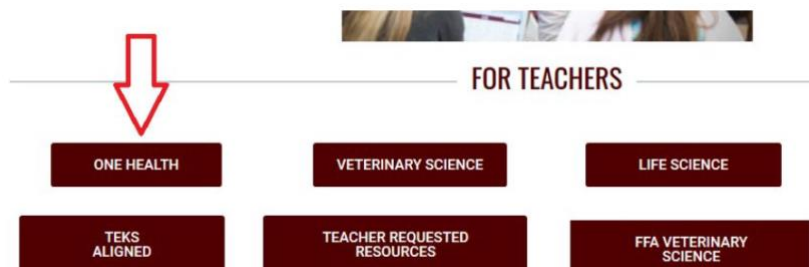 FOR TEACHERS
ONE HEALTH
VETERINARY SCIENCE
LIFE SCIENCE
TEKS
ALIGNED
TEACHER REQUESTED
RESOURCES
FFA VETERINARY
SCIENCE